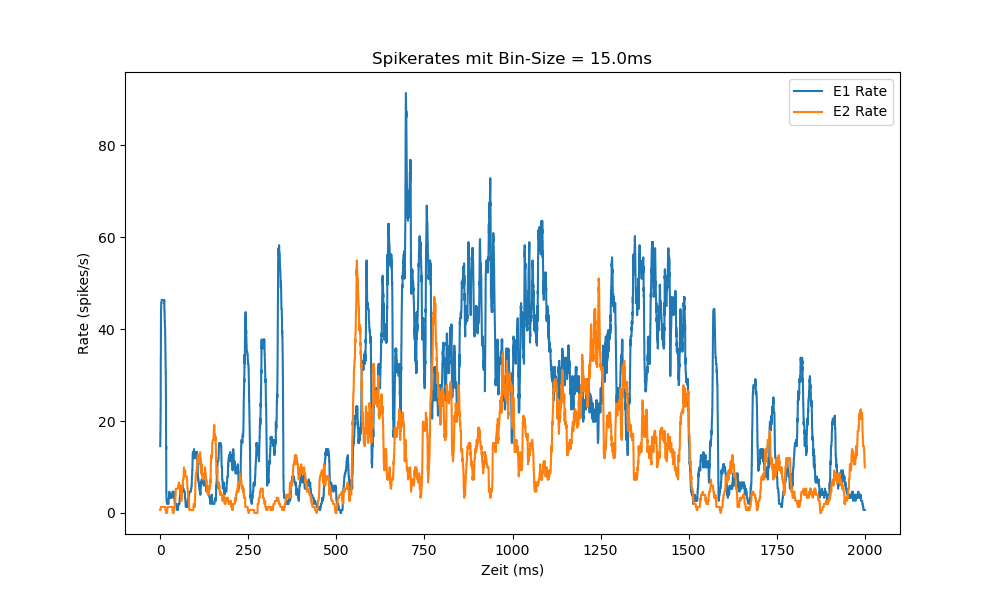 Spikerates mit Bin-Size = 15.0ms
E1 Rate
E2 Rate
Rate (spikes/s)
80
60
40
20
0
0 250 500 750 1000 1250 1500 1750 2000
Zeit (ms)